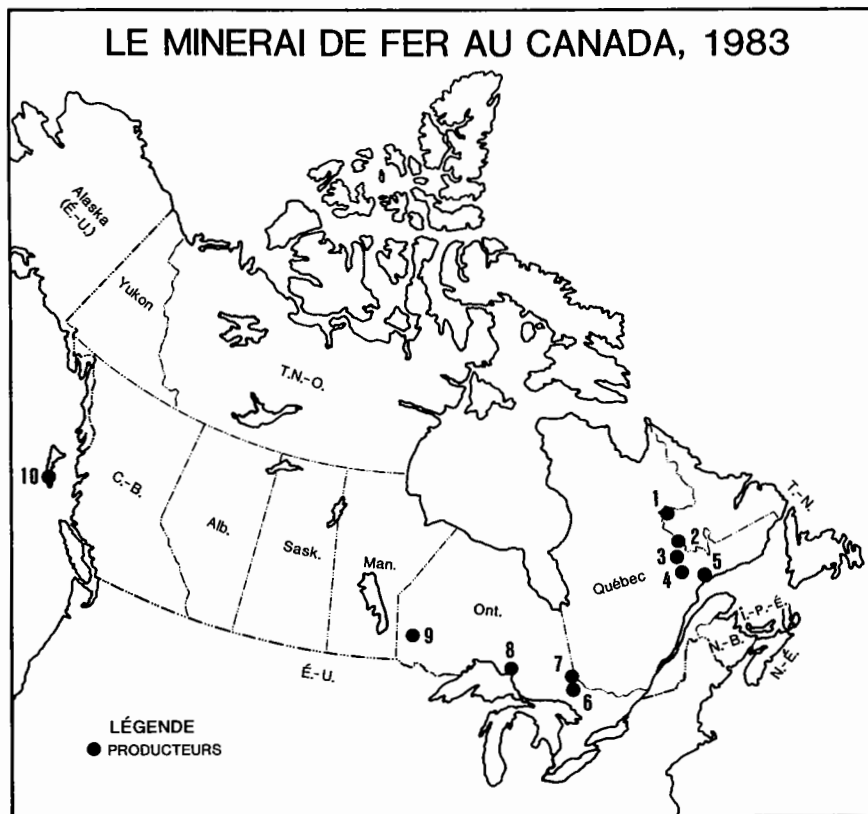 LE MINERAI DE FER AU CANADA, 1983
Alaska
(É.-U.)
Yukon
T.N.-O.
10
C.-B.
Alb.
Sask.
Man.
Ont.
Québec
1
2
3
4
5
T.-N.
Î.-P.-É.
N.-B.
N.-É.
9
8
7
6
É.-U.
LÉGENDE
PRODUCTEURS